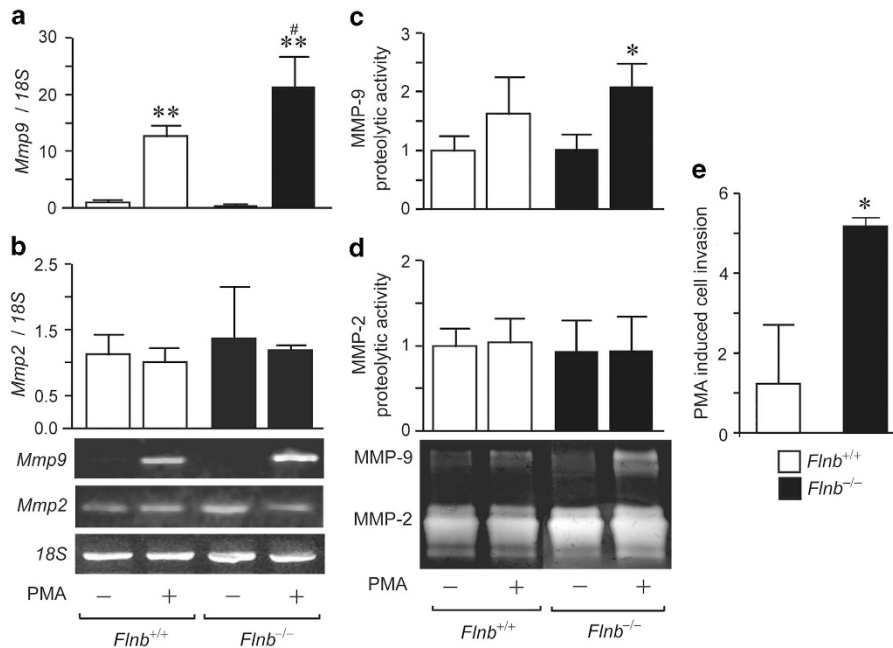 a
Mmp9 / 18S
30
20
10
0
**
#
**
b
Mmp2 / 18S
2.5
1.5
1.0
0.0
Mmp9
Mmp2
18S
PMA − + − +
Flnb+/+ Flnb−/−
c
MMP-9
proteolytic activity
3
2
1
0
*
d
MMP-2
proteolytic activity
2
1
0
MMP-9
MMP-2
PMA − + − +
Flnb+/+ Flnb−/−
e
PMA induced cell invasion
6
5
2
0
*
Flnb+/+
Flnb−/−